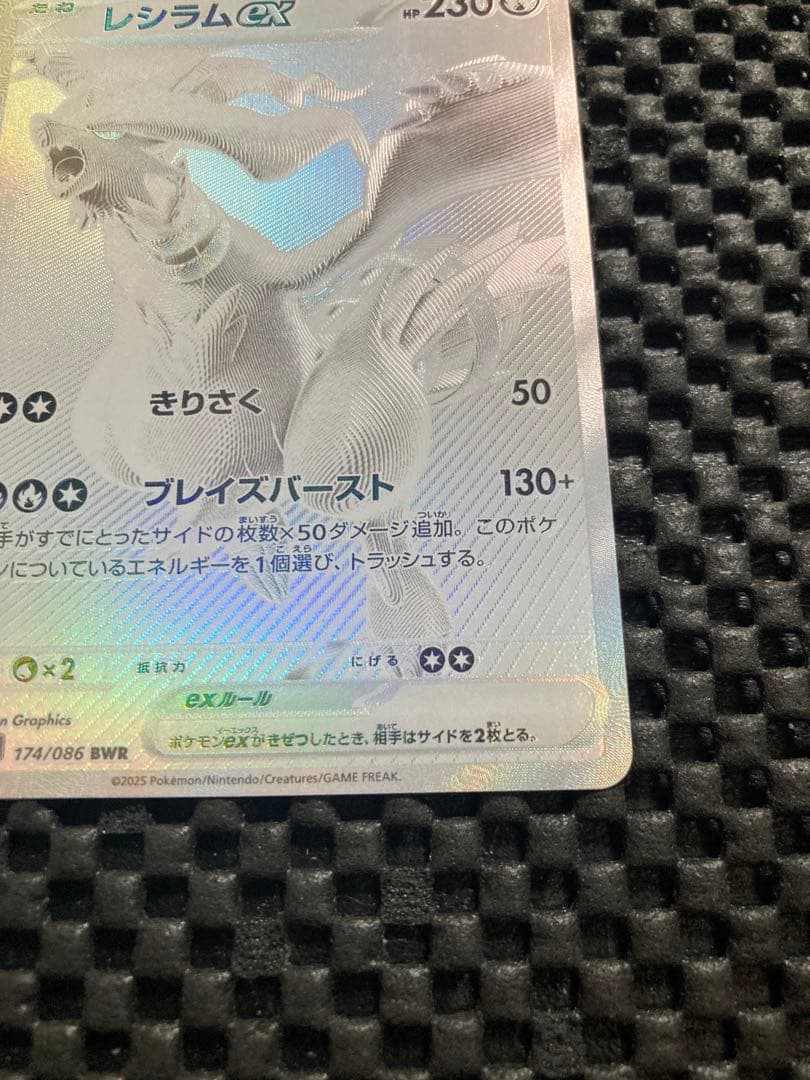 たね レシラムex HP 230
きりさく 50
ブレイズバースト 130+
手がすでにとったサイドの枚数×50ダメージ追加。このポケ
ンについているエネルギーを1個選び、トラッシュする。
×2 抵抗力 にげる
exルール
ポケモンexがきぜつしたとき、相手はサイドを2枚とる。
n Graphics
174/086 BWR
©2025 Pokémon/Nintendo/Creatures/GAME FREAK.